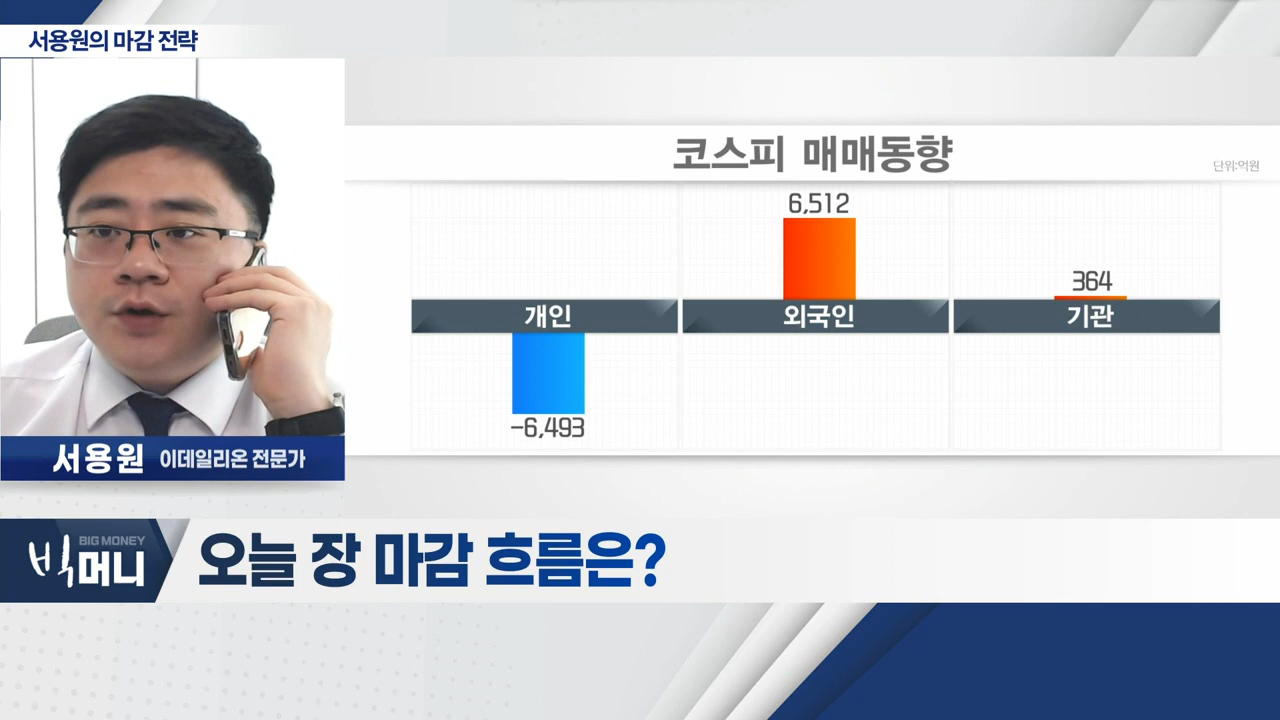 서용원의 마감 전략
코스피 매매동향
단위:억원
6,512
364
개인
외국인
기관
-6,493
서용원 이데일리온 전문가
BIG MONEY
빅머니
오늘 장 마감 흐름은?